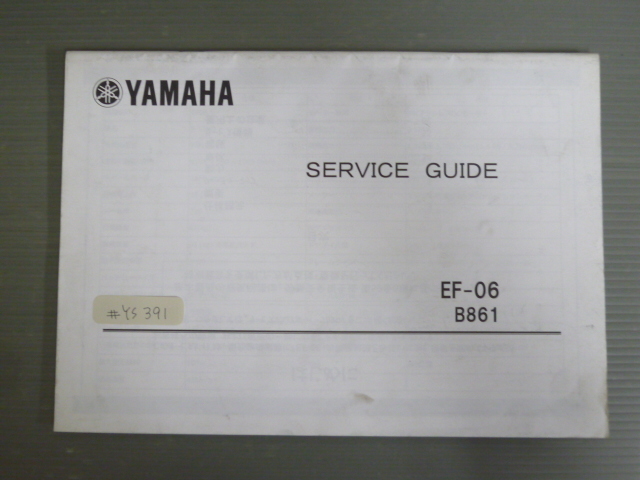 YAMAHA
SERVICE GUIDE
EF-06
B861
#YS 391